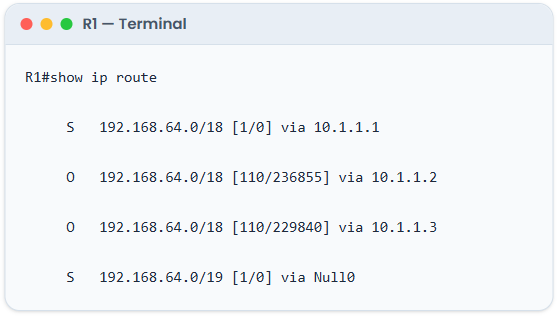 R1 — Terminal
R1#show ip route
S 192.168.64.0/18 [1/0] via 10.1.1.1
O 192.168.64.0/18 [110/236855] via 10.1.1.2
O 192.168.64.0/18 [110/229840] via 10.1.1.3
S 192.168.64.0/19 [1/0] via Null0